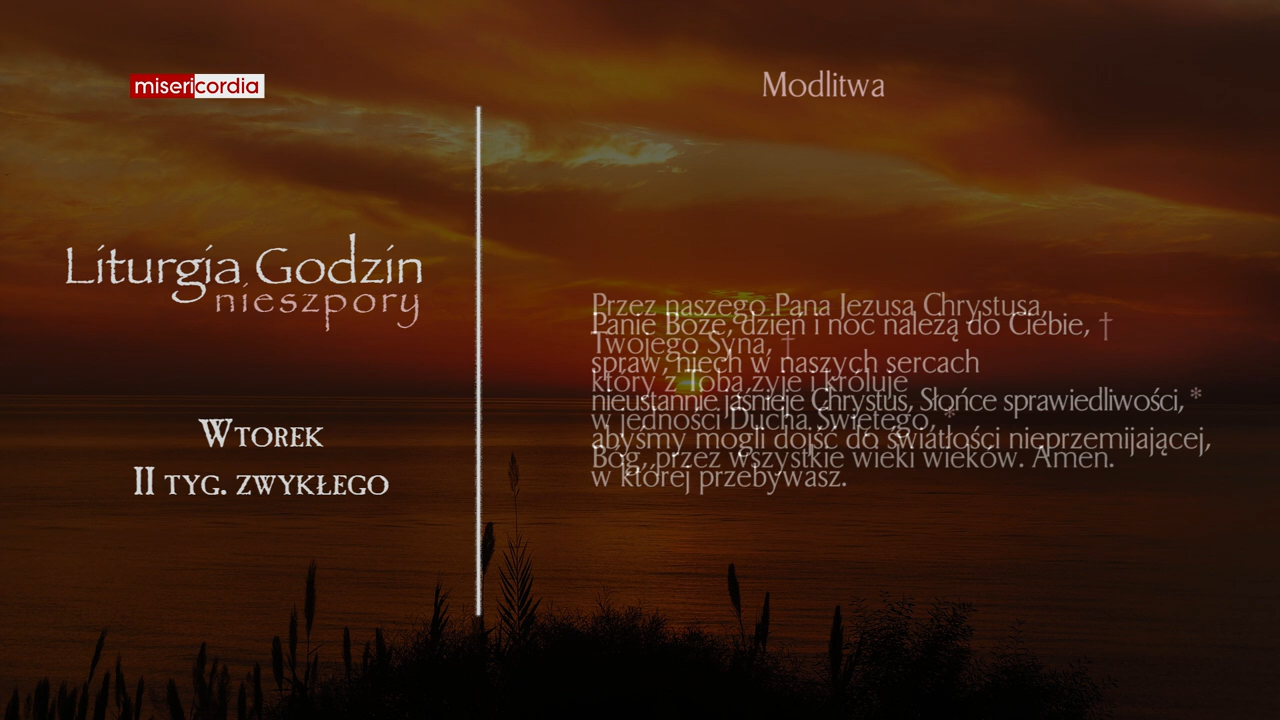 misericordia
Modlitwa
Liturgia Godzin
nieszpory
Wtorek
II tyg. zwykłego
Przez naszego Pana Jezusa Chrystusa,
Panie Boże, dzień i noc należą do Ciebie, †
Twojego Syna, †
spraw, niech w naszych sercach
który z Tobą żyje i króluje
nieustannie jaśnieje Chrystus, Słońce sprawiedliwości, *
w jedności Ducha Świętego, *
abyśmy mogli dojść do światłości nieprzemijającej,
Bóg, przez wszystkie wieki wieków. Amen.
w której przebywasz.